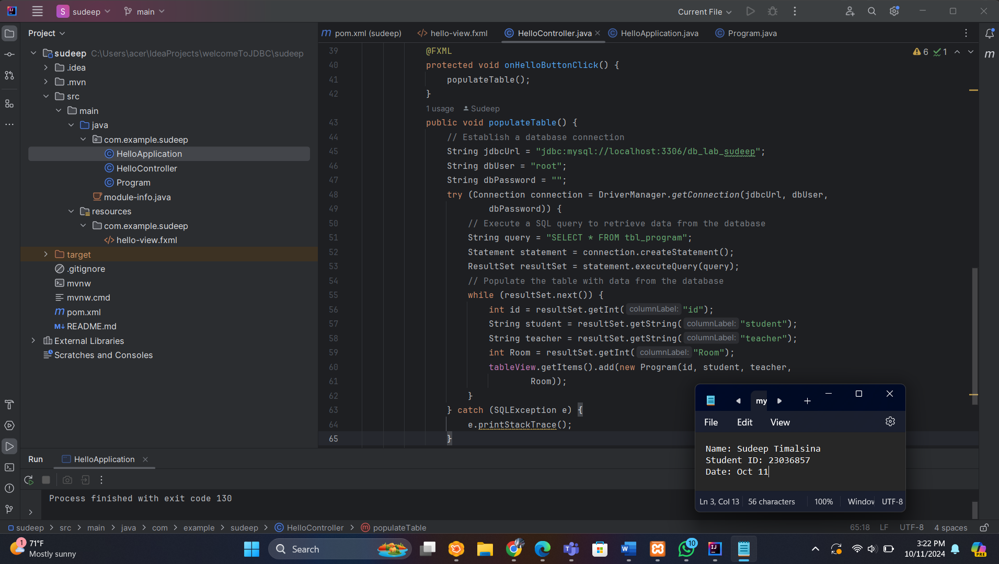 S sudeep main Current File
Project
sudeep C:\Users\acer\IdeaProjects\welcomeToJDBC\sudeep
.idea
.mvn
src
main
java
com.example.sudeep
HelloApplication
HelloController
Program
module-info.java
resources
com.example.sudeep
hello-view.fxml
target
.gitignore
mvnw
mvnw.cmd
m pom.xml
M↓ README.md
External Libraries
Scratches and Consoles
m pom.xml (sudeep) </> hello-view.fxml HelloController.java HelloApplication.java Program.java
6 1
m
39 @FXML
40 protected void onHelloButtonClick() {
41 populateTable();
42 }
1 usage Sudeep
43 public void populateTable() {
44 // Establish a database connection
45 String jdbcUrl = "jdbc:mysql://localhost:3306/db_lab_sudeep";
46 String dbUser = "root";
47 String dbPassword = "";
48 try (Connection connection = DriverManager.getConnection(jdbcUrl, dbUser,
49 dbPassword)) {
50 // Execute a SQL query to retrieve data from the database
51 String query = "SELECT * FROM tbl_program";
52 Statement statement = connection.createStatement();
53 ResultSet resultSet = statement.executeQuery(query);
54 // Populate the table with data from the database
55 while (resultSet.next()) {
56 int id = resultSet.getInt( columnLabel: "id");
57 String student = resultSet.getString( columnLabel: "student");
58 String teacher = resultSet.getString( columnLabel: "teacher");
59 int Room = resultSet.getInt( columnLabel: "Room");
60 tableView.getItems().add(new Program(id, student, teacher,
61 Room));
62 }
63 } catch (SQLException e) {
64 e.printStackTrace();
65 }
my
File Edit View
Name: Sudeep Timalsina
Student ID: 23036857
Date: Oct 11
Ln 3, Col 13 56 characters 100% Window UTF-8
Run HelloApplication
Process finished with exit code 130
sudeep > src > main > java > com > example > sudeep > HelloController > populateTable
65:18 LF UTF-8 4 spaces
1 71°F
Mostly sunny
Search
10
3:22 PM
10/11/2024
PRE